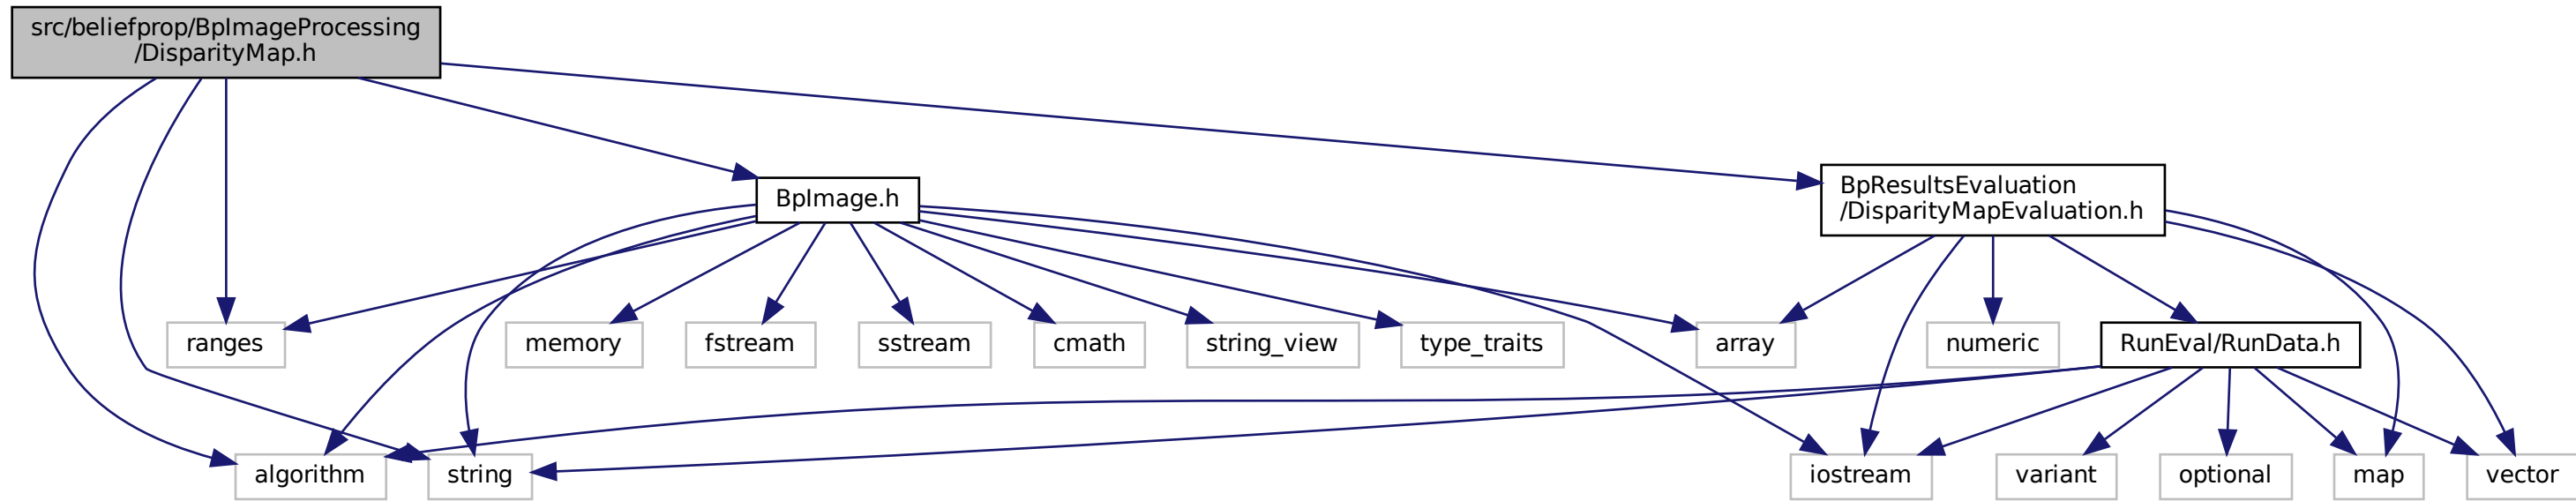 src/beliefprop/BpImageProcessing
/DisparityMap.h
BpImage.h
BpResultsEvaluation
/DisparityMapEvaluation.h
ranges
memory
fstream
sstream
cmath
string_view
type_traits
array
numeric
RunEval/RunData.h
algorithm
string
iostream
variant
optional
map
vector